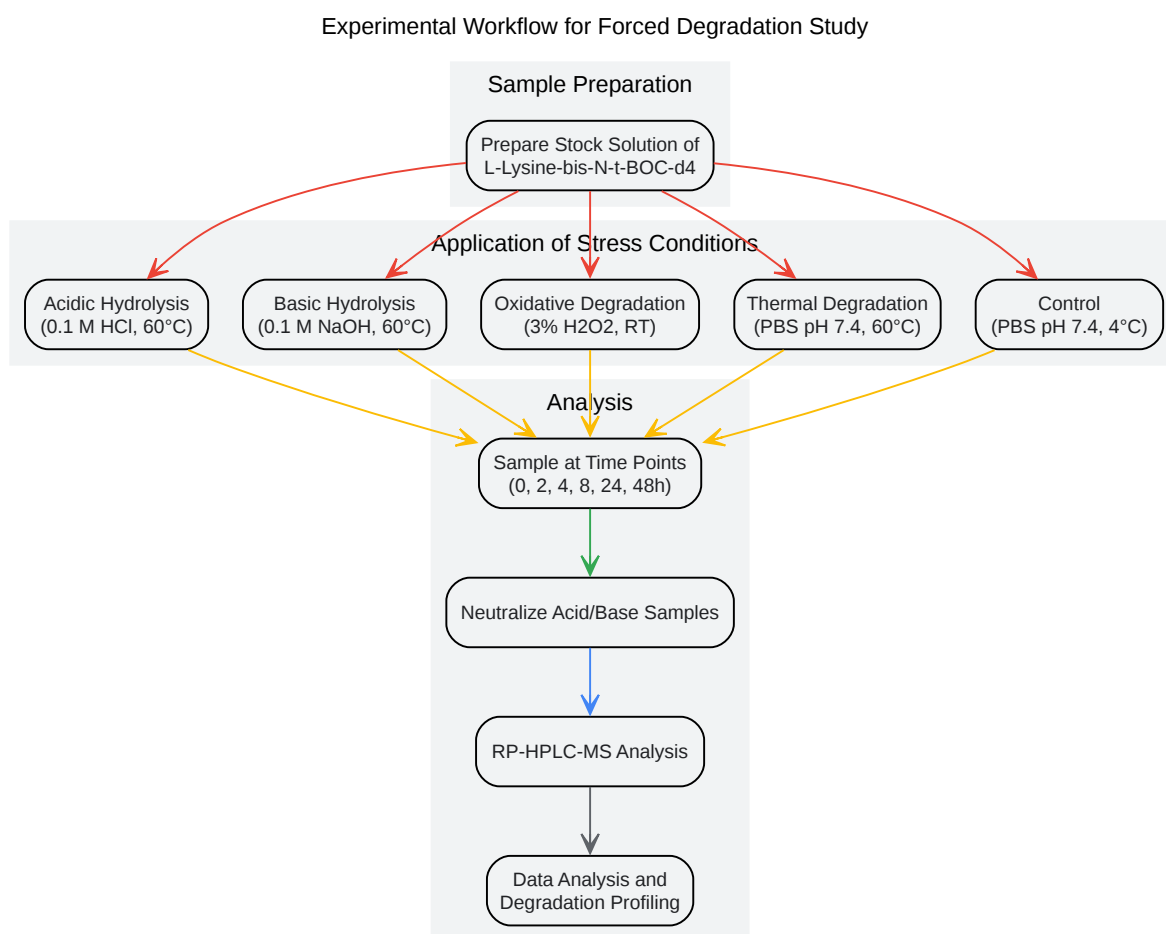 Experimental Workflow for Forced Degradation Study
Sample Preparation
Prepare Stock Solution of
L-Lysine-bis-N-t-BOC-d4
Application of Stress Conditions
Acidic Hydrolysis
(0.1 M HCl, 60°C)
Basic Hydrolysis
(0.1 M NaOH, 60°C)
Oxidative Degradation
(3% H2O2, RT)
Thermal Degradation
(PBS pH 7.4, 60°C)
Control
(PBS pH 7.4, 4°C)
Analysis
Sample at Time Points
(0, 2, 4, 8, 24, 48h)
Neutralize Acid/Base Samples
RP-HPLC-MS Analysis
Data Analysis and
Degradation Profiling